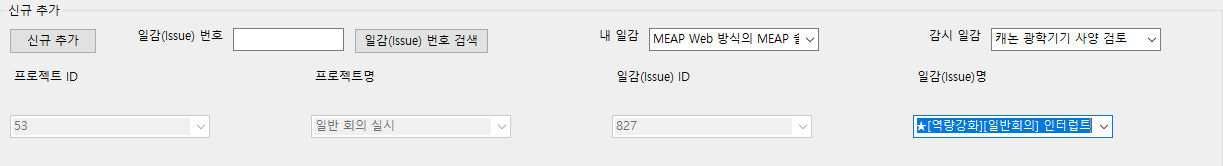 신규 추가
신규 추가 일감(Issue) 번호 일감(Issue) 번호 검색 내 일감 MEAP Web 방식의 MEAP 감시 일감 캐논 광학기기 사양 검토
프로젝트 ID 프로젝트명 일감(Issue) ID 일감(Issue)명
53 일반 회의 실시 827 ★[역량강화][일반회의] 인터럽트